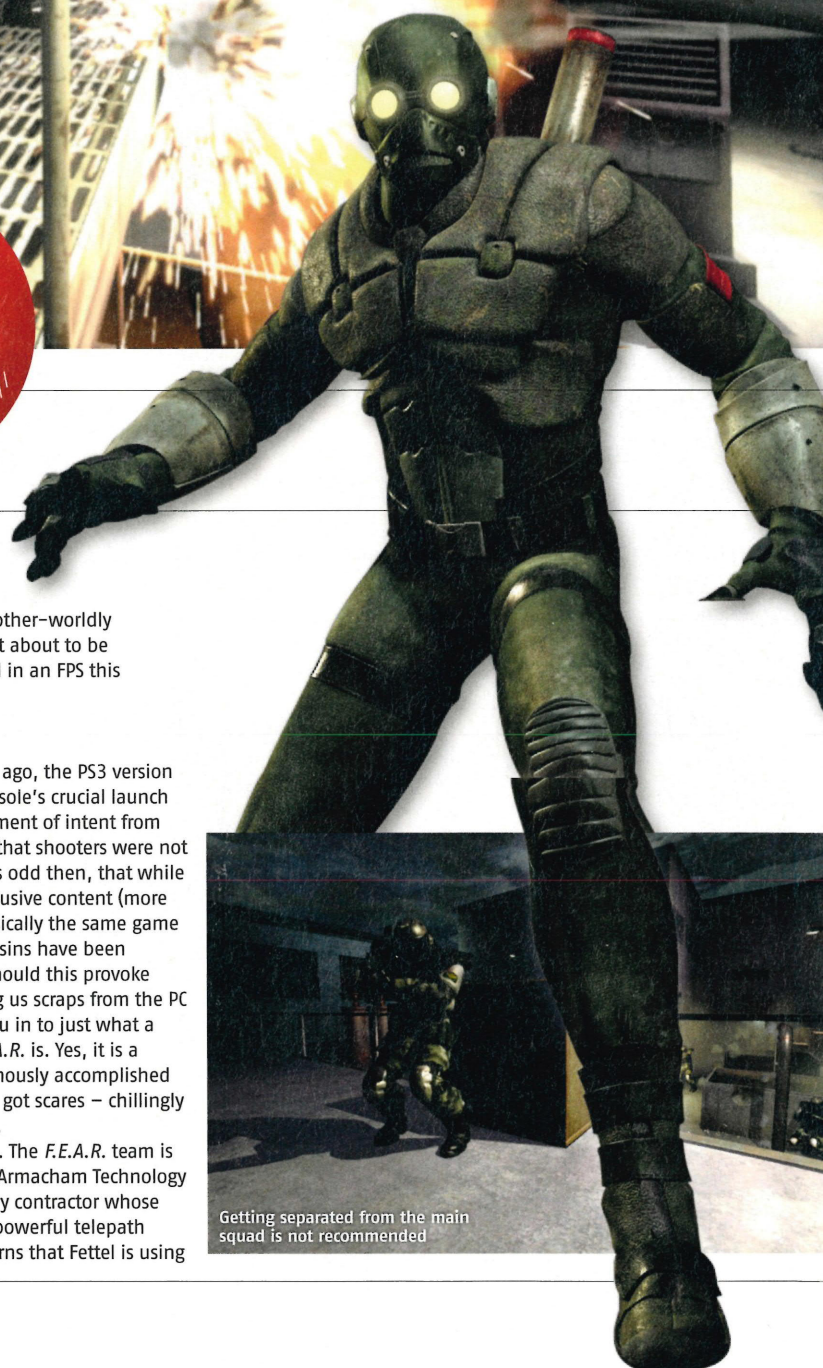 other-worldly
t about to be
l in an FPS this
ago, the PS3 version
sole's crucial launch
ment of intent from
that shooters were not
s odd then, that while
usive content (more
ically the same game
sins have been
hould this provoke
g us scraps from the PC
u in to just what a
A.R. is. Yes, it is a
nously accomplished
got scares – chillingly
. The F.E.A.R. team is
Armacham Technology
y contractor whose
powerful telepath
rns that Fettel is using
Getting separated from the main
squad is not recommended